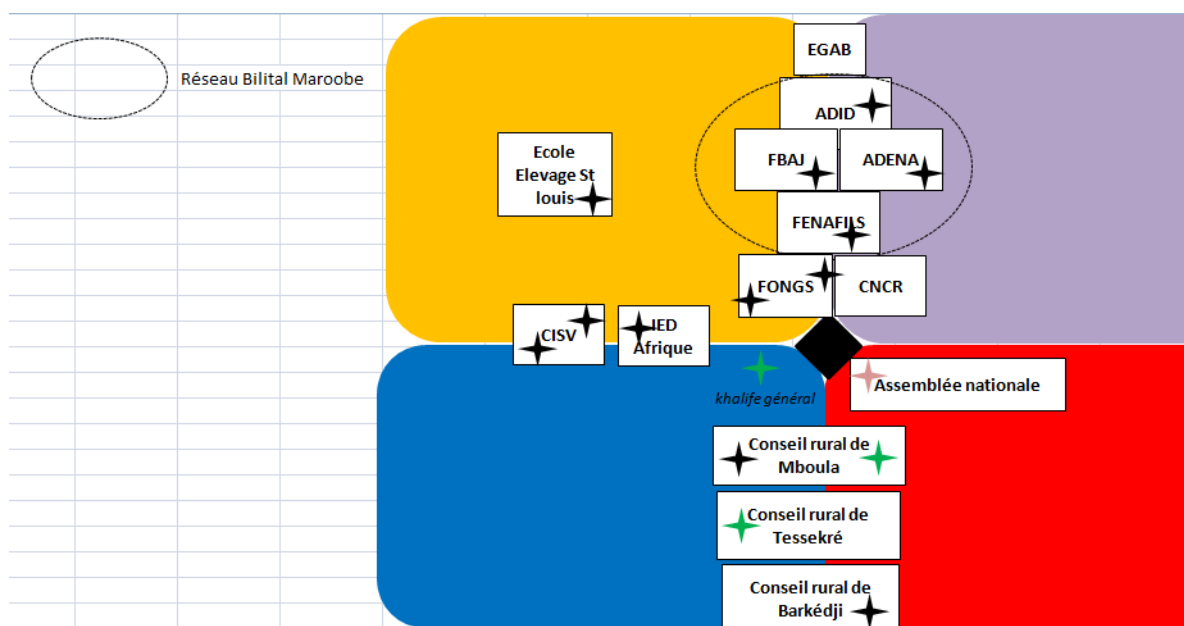 Réseau Bilital Maroobe
EGAB
ADID
FBAJ
ADENA
Ecole
Elevage St
louis
FENAFILS
FONGS
CNCR
CISV
IED
Afrique
khalife général
Assemblée nationale
Conseil rural de
Mboula
Conseil rural de
Tessekré
Conseil rural de
Barkédji